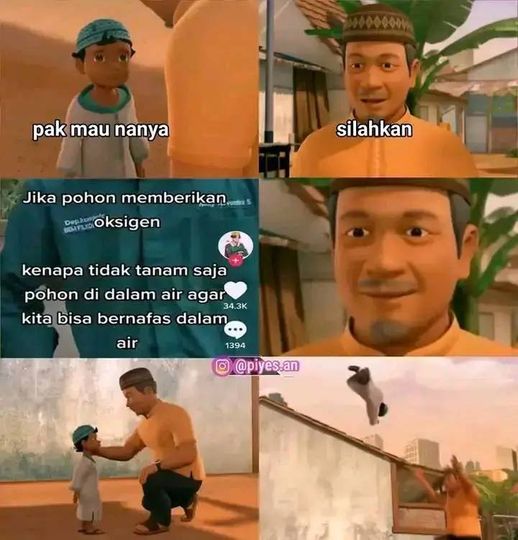 pak mau nanya
silahkan
Jika pohon memberikan
oksigen
kenapa tidak tanam saja
pohon di dalam air agar
kita bisa bernafas dalam
air
34.3K
1394
@piyes.an